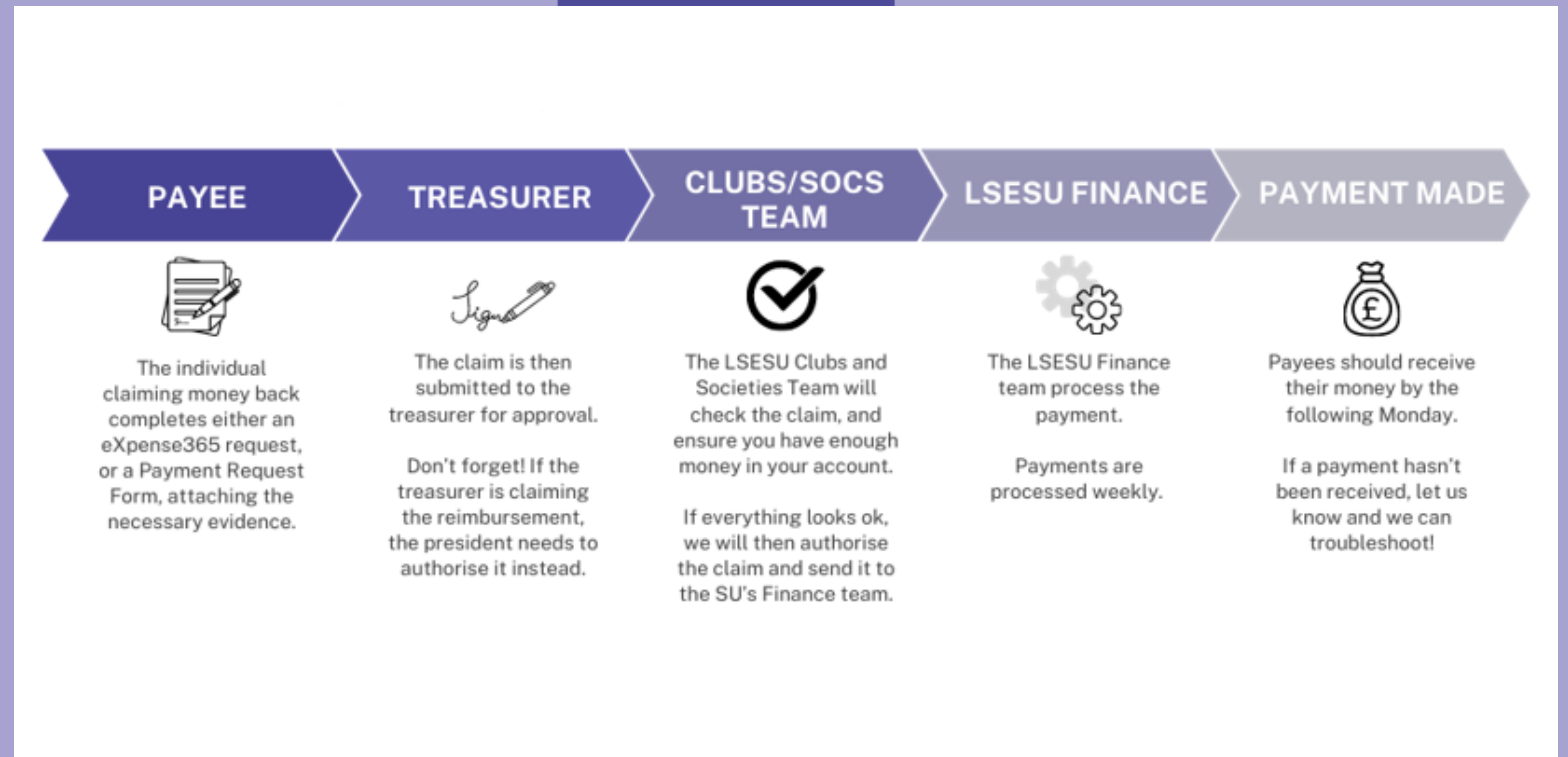 PAYEE
TREASURER
CLUBS/SOCS
TEAM
LSESU FINANCE
PAYMENT MADE
Sign
£
The individual
claiming money back
completes either an
eXpense365 request,
or a Payment Request
Form, attaching the
necessary evidence.
The claim is then
submitted to the
treasurer for approval.
Don't forget! If the
treasurer is claiming
the reimbursement,
the president needs to
authorise it instead.
The LSESU Clubs and
Societies Team will
check the claim, and
ensure you have enough
money in your account.
If everything looks ok,
we will then authorise
the claim and send it to
the SU's Finance team.
The LSESU Finance
team process the
payment.
Payments are
processed weekly.
Payees should receive
their money by the
following Monday.
If a payment hasn't
been received, let us
know and we can
troubleshoot!